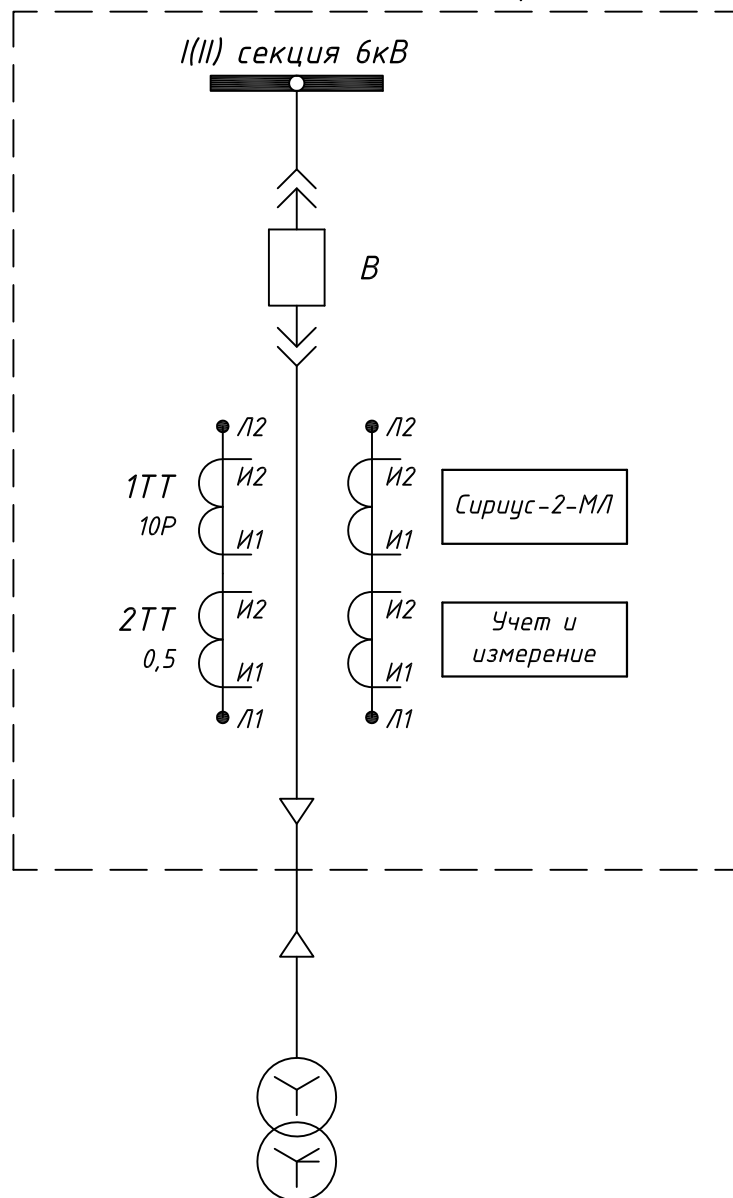 I(II) секция 6кВ
В
Л2
Л2
1ТТ
10Р
И2
И2
Сириус-2-МЛ
И1
И1
2ТТ
0,5
И2
И2
Учет и
измерение
И1
И1
Л1
Л1